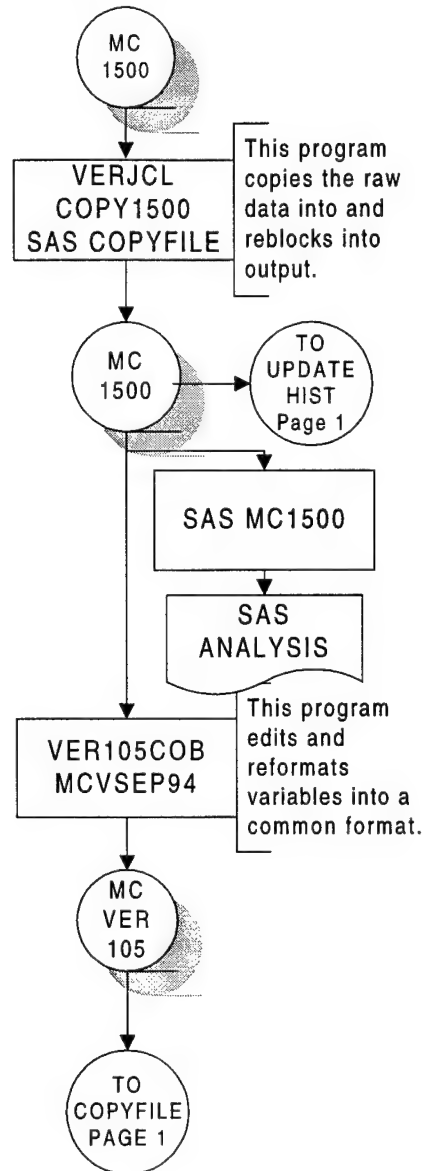 MC
1500
VERJCL
COPY1500
SAS COPYFILE
This program
copies the raw
data into and
reblocks into
output.
MC
1500
TO
UPDATE
HIST
Page 1
SAS MC1500
SAS
ANALYSIS
VER105COB
MCVSEP94
This program
edits and
reformats
variables into a
common format.
MC
VER
105
TO
COPYFILE
PAGE 1